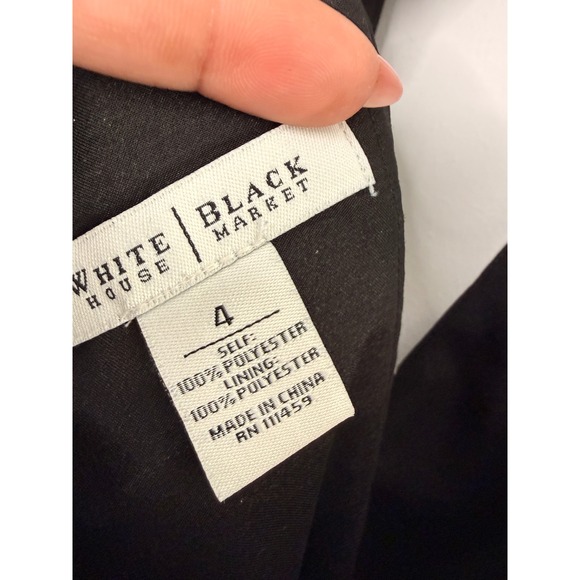 WHITE HOUSE | BLACK MARKET
4
SELF:
100% POLYESTER
LINING:
100% POLYESTER
MADE IN CHINA
RN 111459